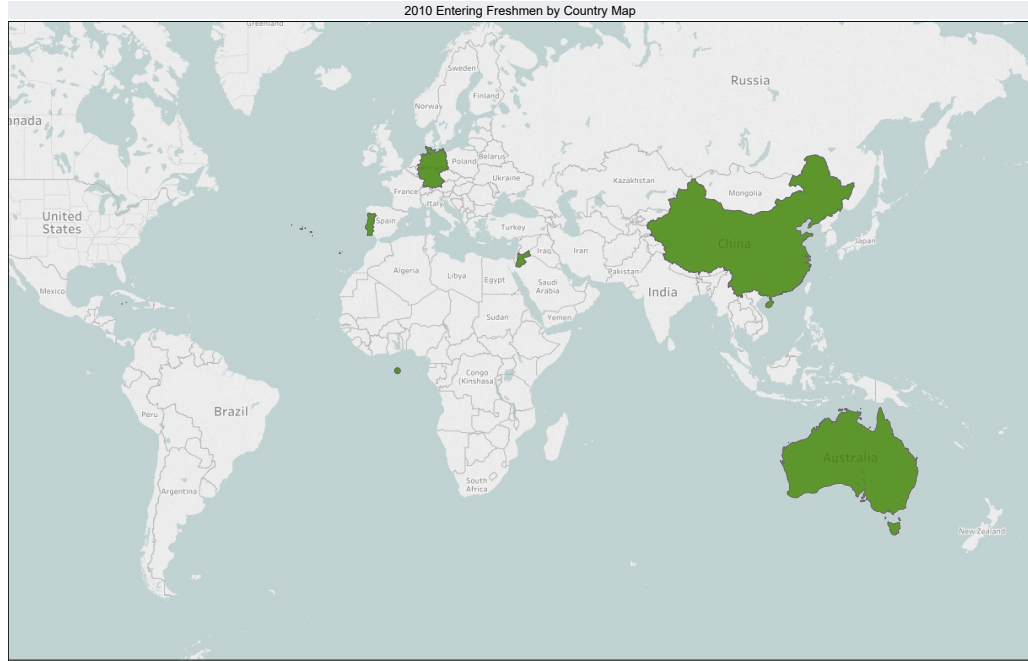 2010 Entering Freshmen by Country Map
Greenland
Sweden
Finland
Russia
Norway
anada
Poland
Belarus
Ukraine
Kazakhstan
Mongolia
France
Italy
United
States
Spain
Turkey
China
Japan
Iraq
Iran
Algeria
Libya
Egypt
Pakistan
Mexico
Saudi
Arabia
India
Sudan
Yemen
Congo
(Kinshasa)
Peru
Brazil
Australia
South
Africa
Argentina
New Zealand